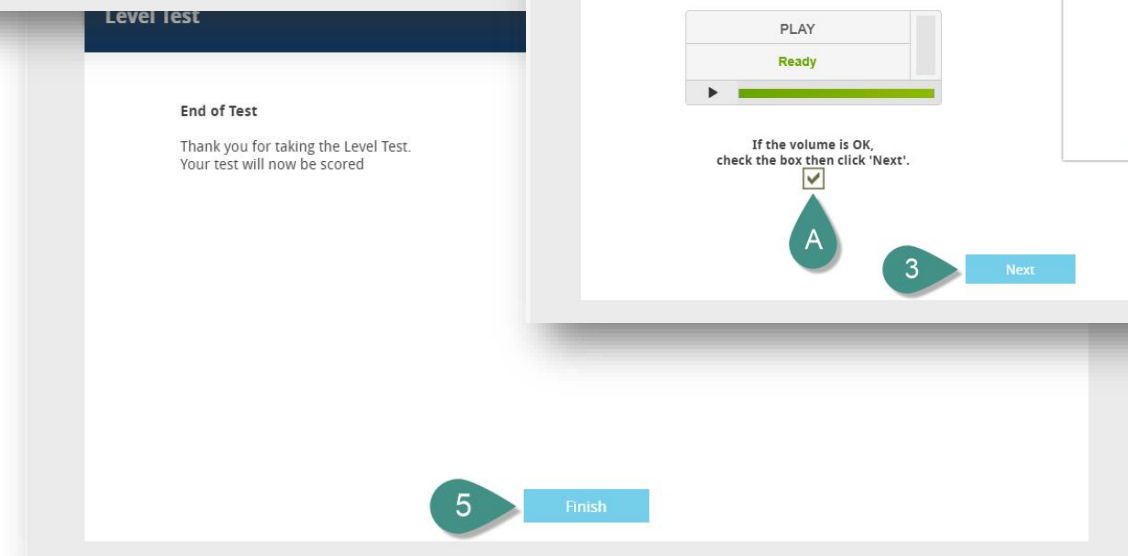 Level Test
End of Test
Thank you for taking the Level Test.
Your test will now be scored
5
Finish
PLAY
Ready
If the volume is OK,
check the box then click 'Next'.
A
3
Next